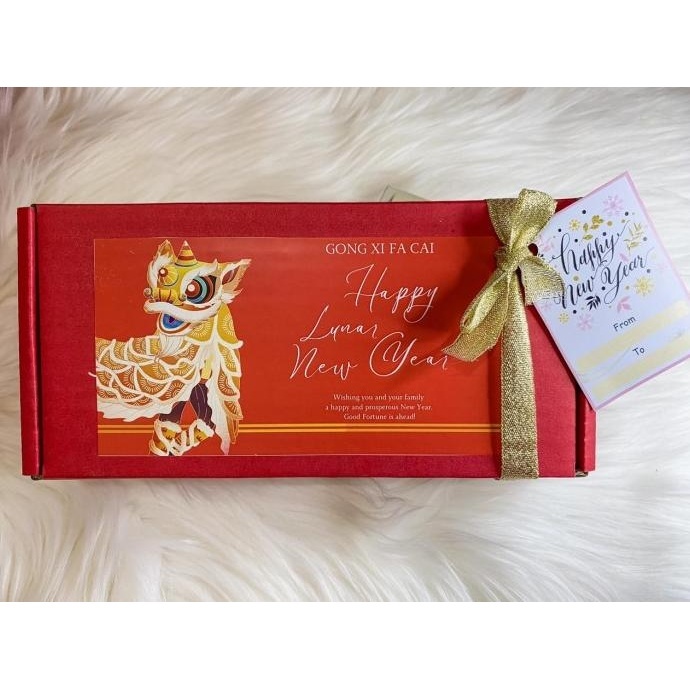 GONG XI FA CAI
Happy
Lunar
New Year
Wishing you and your family
a happy and prosperous New Year.
Good Fortune is ahead!
happy
New Year
From
To